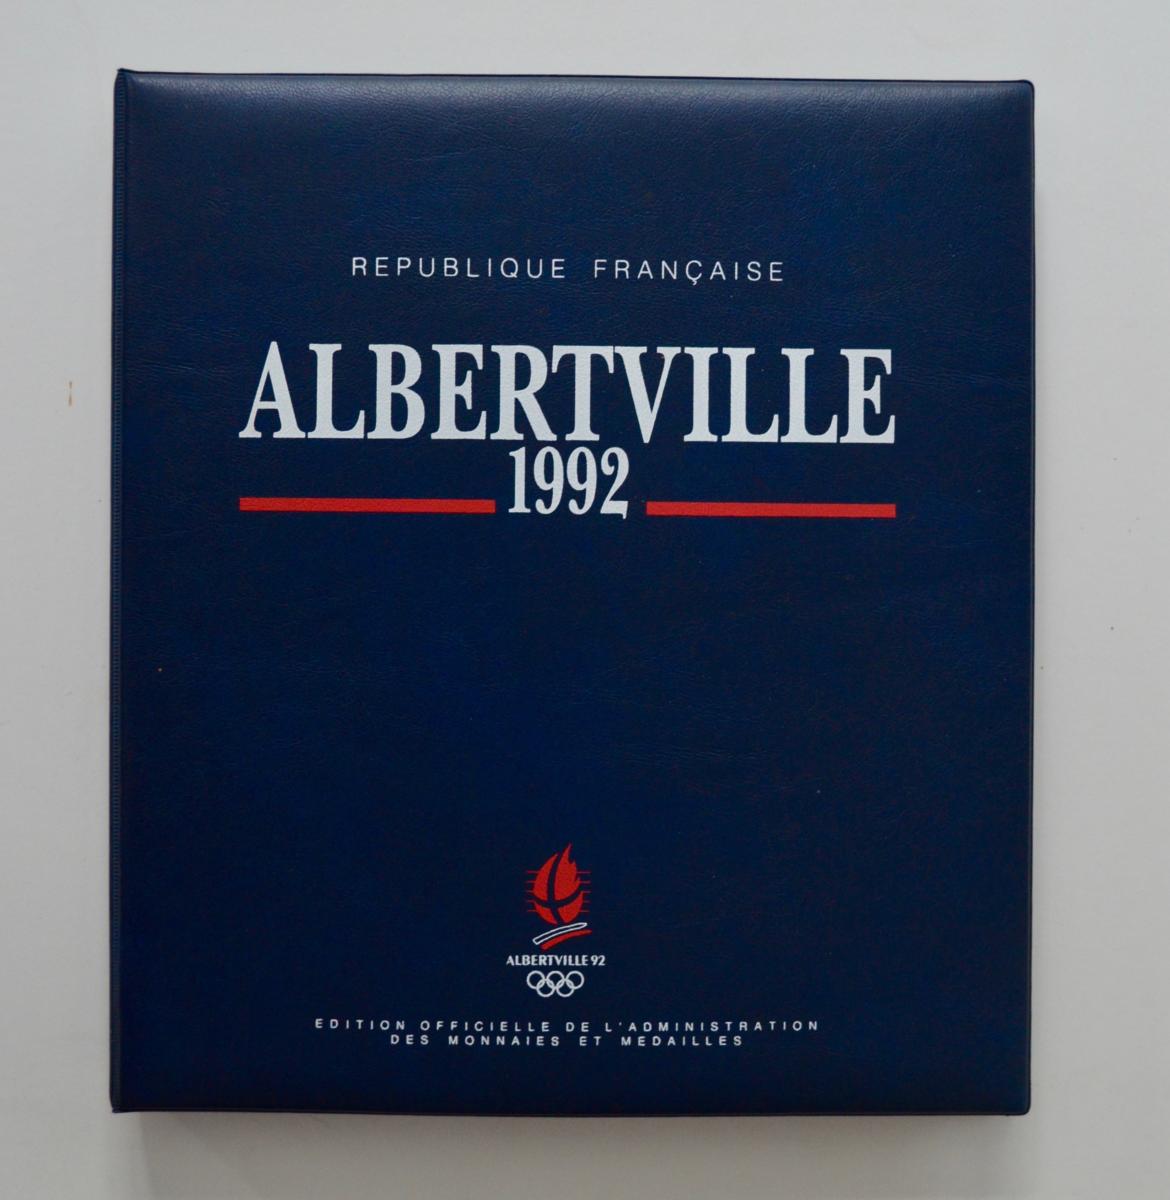 REPUBLIQUE FRANÇAISE
ALBERTVILLE
1992
ALBERTVILLE 92
EDITION OFFICIELLE DE L'ADMINISTRATION
DES MONNAIES ET MEDAILLES